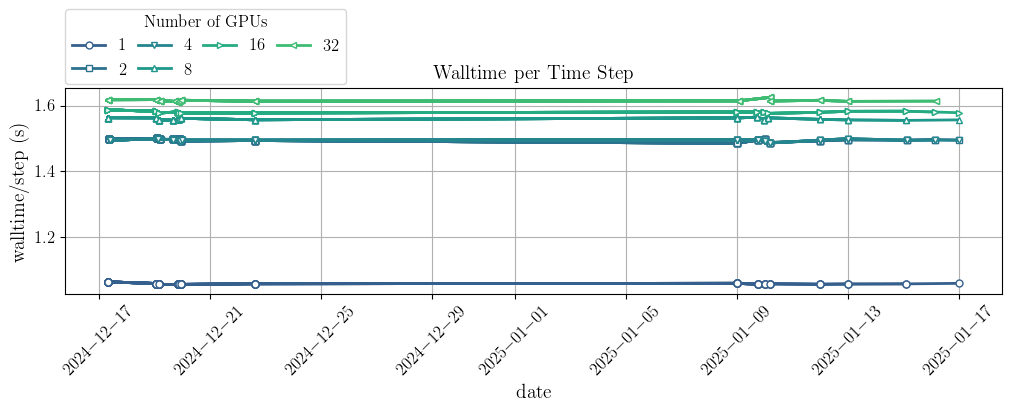 Number of GPUs
1 4 16 32
2 8
Walltime per Time Step
walltime/step (s)
1.6
1.4
1.2
2024−12−17 2024−12−21 2024−12−25 2024−12−29 2025−01−01 2025−01−05 2025−01−09 2025−01−13 2025−01−17
date